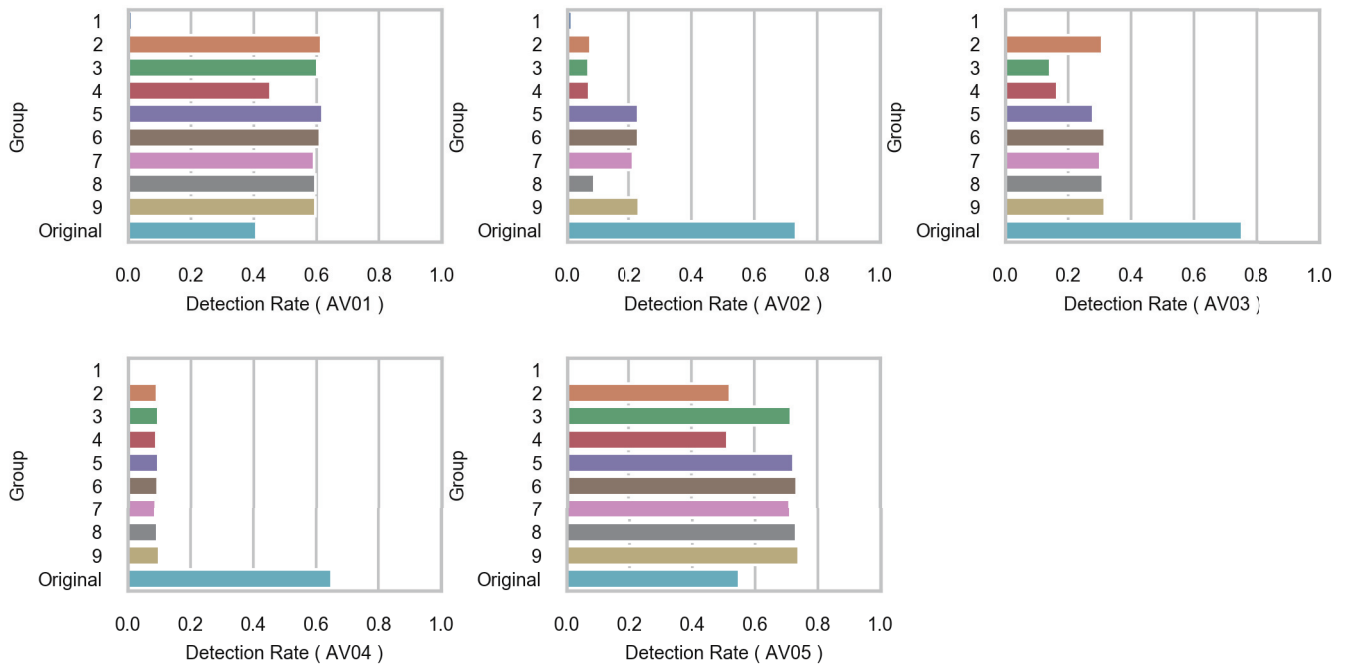 Group
1
2
3
4
5
6
7
8
9
Original
0.0 0.2 0.4 0.6 0.8 1.0
Detection Rate ( AV01 )
Group
1
2
3
4
5
6
7
8
9
Original
0.0 0.2 0.4 0.6 0.8 1.0
Detection Rate ( AV02 )
Group
1
2
3
4
5
6
7
8
9
Original
0.0 0.2 0.4 0.6 0.8 1.0
Detection Rate ( AV03 )
Group
1
2
3
4
5
6
7
8
9
Original
0.0 0.2 0.4 0.6 0.8 1.0
Detection Rate ( AV04 )
Group
1
2
3
4
5
6
7
8
9
Original
0.0 0.2 0.4 0.6 0.8 1.0
Detection Rate ( AV05 )